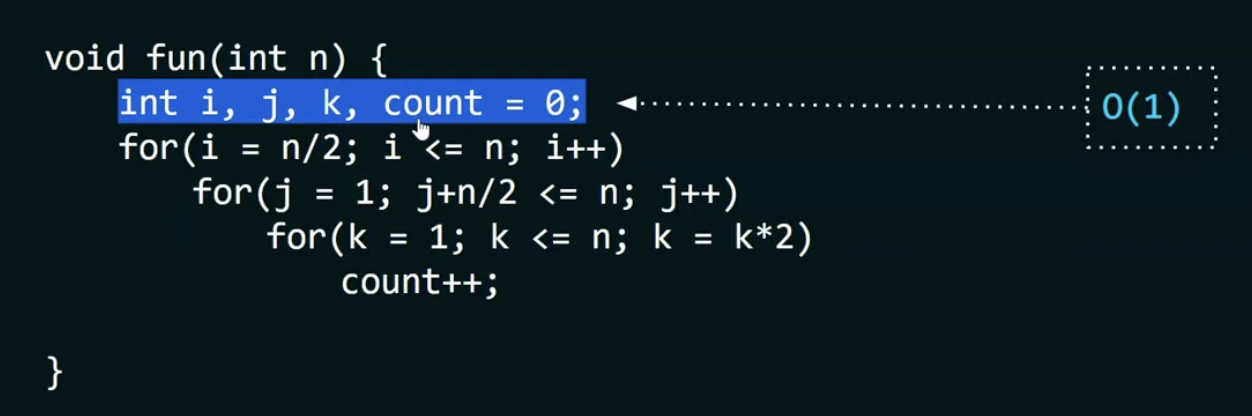 void fun(int n) {
int i, j, k, count = 0;
O(1)
for(i = n/2; i <= n; i++)
for(j = 1; j+n/2 <= n; j++)
for(k = 1; k <= n; k = k*2)
count++;
}